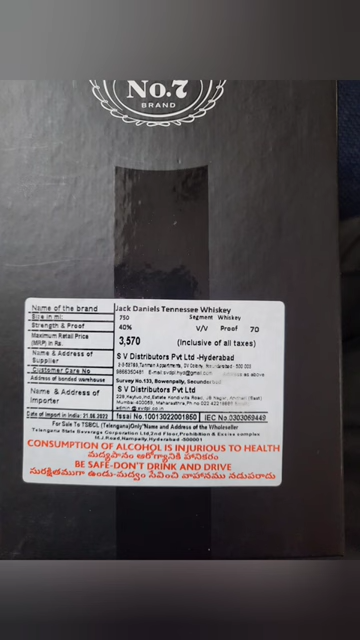 No.7
BRAND
Name of the brand Jack Daniels Tennessee Whiskey
Size in ml: 750 Segment Whiskey
Strength & Proof 40% V/V Proof 70
Maximum Retail Price (MRP) in Rs. 3,570 (Inclusive of all taxes)
Name & Address of Supplier S V Distributors Pvt Ltd -Hyderabad
Customer Care No
Address of bonded warehouse Survey No.133, Bowenpally, Secunderbad
Name & Address of Importer S V Distributors Pvt Ltd
Date of import in india: 21.06.2022 fssai No.10013022001850 IEC No.0303069448
For Sale To TSBCL (Telangana)Only*Name and Address of the Wholeseller
Telangana State Beverage Corporation Ltd,2nd Floor,Prohibition & Excise complex
M.J.Road,Nampally,Hyderabad -500001
CONSUMPTION OF ALCOHOL IS INJURIOUS TO HEALTH
మద్యపానం ఆరోగ్యానికి హానికరం
BE SAFE-DON'T DRINK AND DRIVE
సురక్షితముగా ఉండు-మద్యం సేవించి వాహనము నడుపరాదు